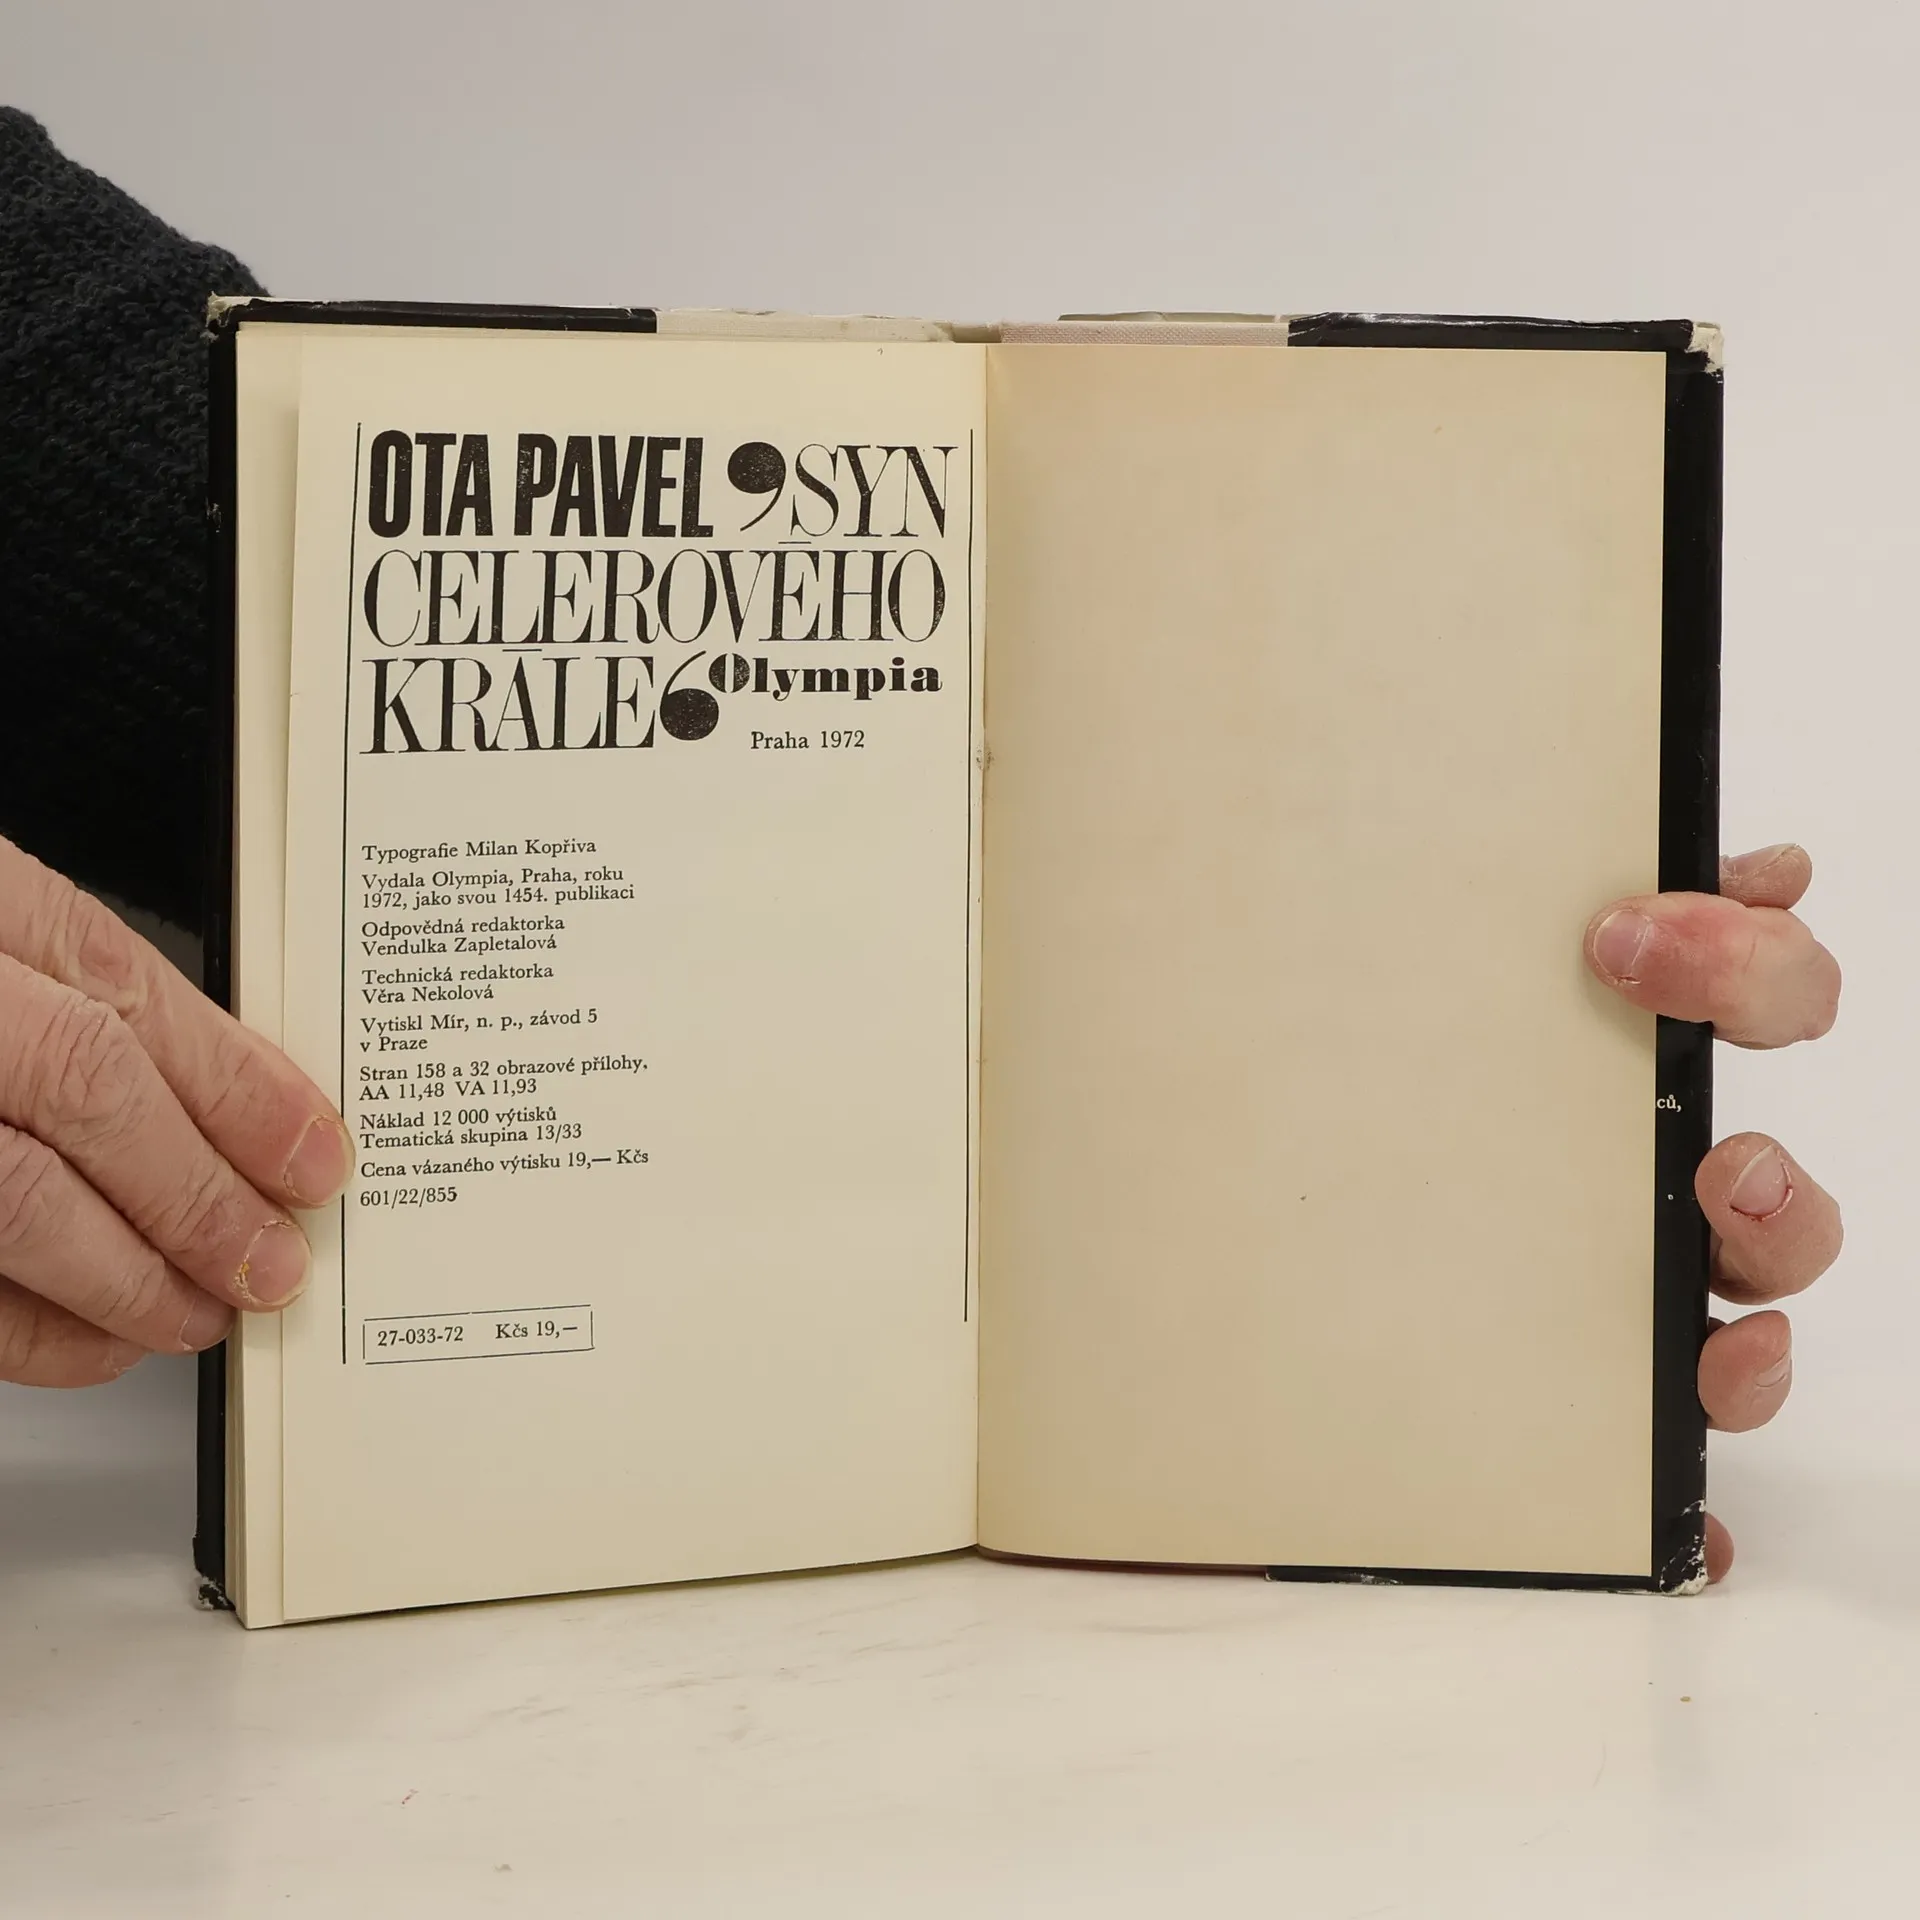 OTA PAVEL ❜SYN
CELEROVÉHO
KRÁLE❛ Olympia
Praha 1972
Typografie Milan Kopřiva
Vydala Olympia, Praha, roku
1972, jako svou 1454. publikaci
Odpovědná redaktorka
Vendulka Zapletalová
Technická redaktorka
Věra Nekolová
Vytiskl Mír, n. p., závod 5
v Praze
Stran 158 a 32 obrazové přílohy.
AA 11,48 VA 11,93
Náklad 12 000 výtisků
Tematická skupina 13/33
Cena vázaného výtisku 19,— Kčs
601/22/855
27-033-72 Kčs 19,—
ců,